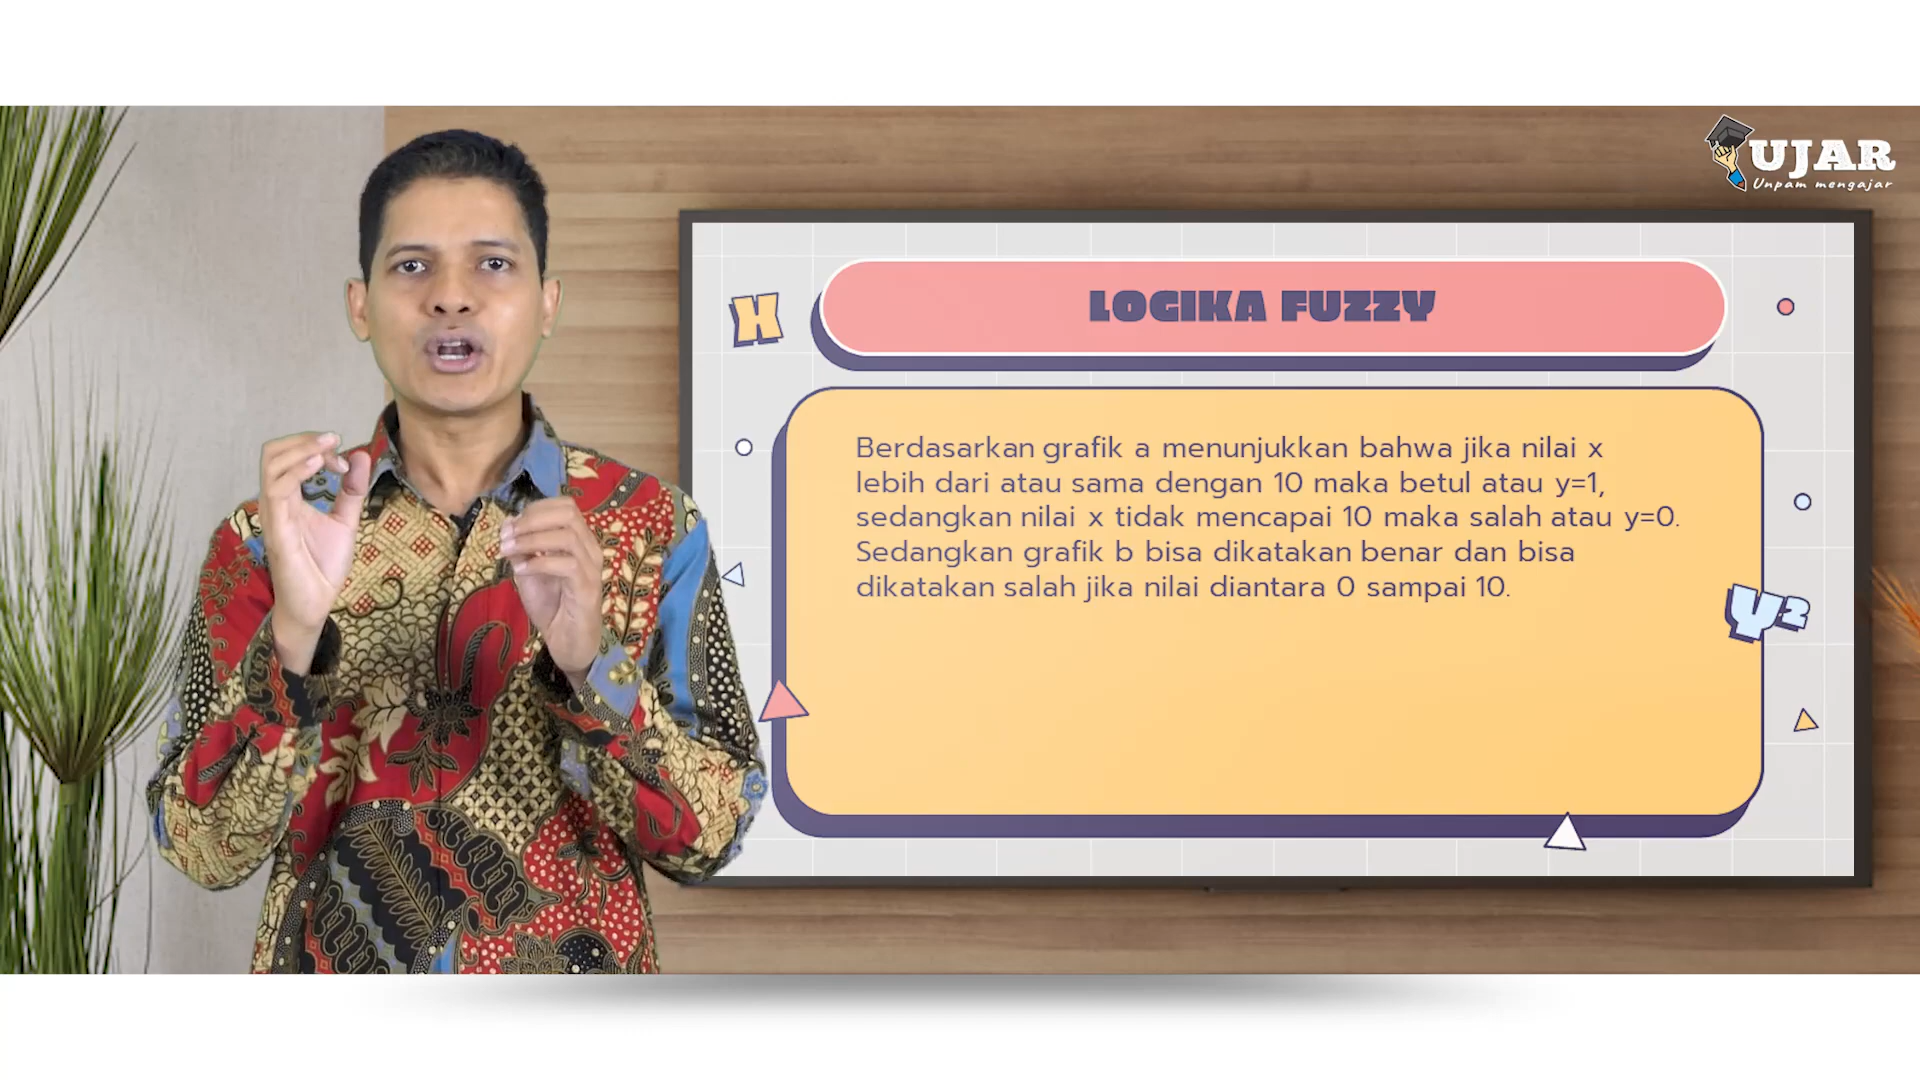 UJAR
Unpam mengajar
X
LOGIKA FUZZY
Berdasarkan grafik a menunjukkan bahwa jika nilai x
lebih dari atau sama dengan 10 maka betul atau y=1,
sedangkan nilai x tidak mencapai 10 maka salah atau y=0.
Sedangkan grafik b bisa dikatakan benar dan bisa
dikatakan salah jika nilai diantara 0 sampai 10.
Y²